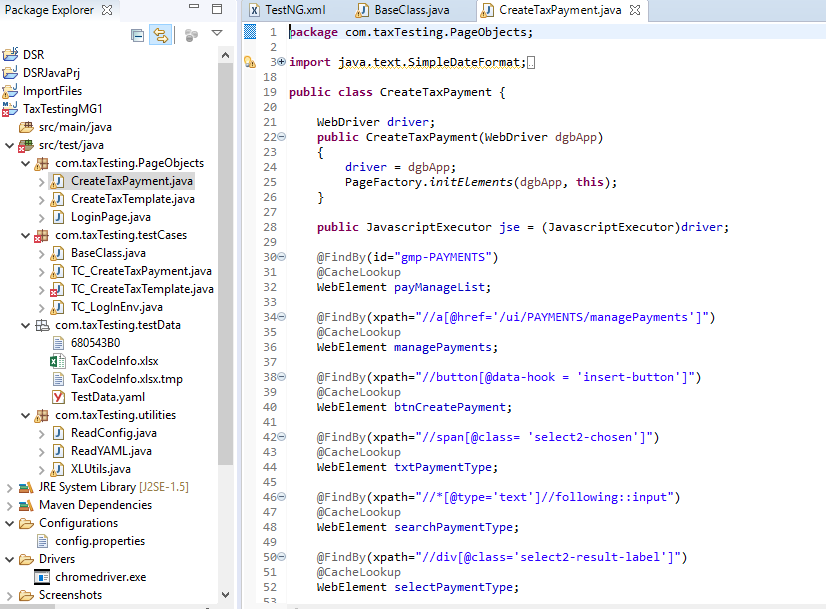 Package Explorer
DSR
DSRJavaPrj
ImportFiles
TaxTestingMG1
src/main/java
src/test/java
com.taxTesting.PageObjects
CreateTaxPayment.java
CreateTaxTemplate.java
LoginPage.java
com.taxTesting.testCases
BaseClass.java
TC_CreateTaxPayment.java
TC_CreateTaxTemplate.java
TC_LogInEnv.java
com.taxTesting.testData
680543B0
TaxCodeInfo.xlsx
TaxCodeInfo.xlsx.tmp
TestData.yaml
com.taxTesting.utilities
ReadConfig.java
ReadYAML.java
XLUtils.java
JRE System Library [J2SE-1.5]
Maven Dependencies
Configurations
config.properties
Drivers
chromedriver.exe
Screenshots
TestNG.xml BaseClass.java CreateTaxPayment.java
1 package com.taxTesting.PageObjects;
2
3 import java.text.SimpleDateFormat;
18
19 public class CreateTaxPayment {
20
21 WebDriver driver;
22 public CreateTaxPayment(WebDriver dgbApp)
23 {
24 driver = dgbApp;
25 PageFactory.initElements(dgbApp, this);
26 }
27
28 public JavascriptExecutor jse = (JavascriptExecutor)driver;
29
30 @FindBy(id="gmp-PAYMENTS")
31 @CacheLookup
32 WebElement payManageList;
33
34 @FindBy(xpath="//a[@href='/ui/PAYMENTS/managePayments']")
35 @CacheLookup
36 WebElement managePayments;
37
38 @FindBy(xpath="//button[@data-hook = 'insert-button']")
39 @CacheLookup
40 WebElement btnCreatePayment;
41
42 @FindBy(xpath="//span[@class= 'select2-chosen']")
43 @CacheLookup
44 WebElement txtPaymentType;
45
46 @FindBy(xpath="//*[@type='text']//following::input")
47 @CacheLookup
48 WebElement searchPaymentType;
49
50 @FindBy(xpath="//div[@class='select2-result-label']")
51 @CacheLookup
52 WebElement selectPaymentType;
53